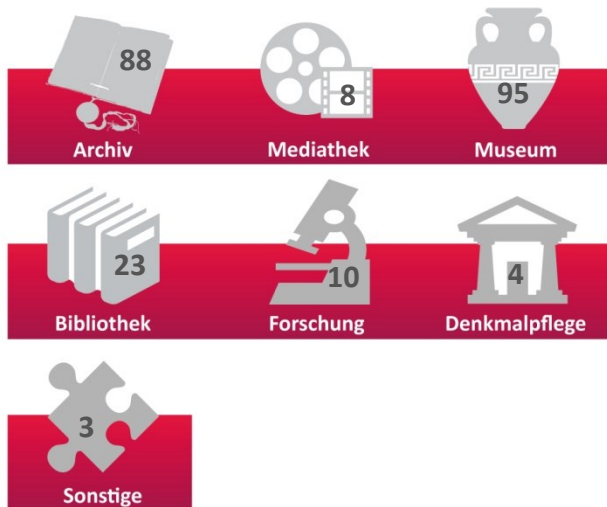 88 8 95
Archiv Mediathek Museum
23 10 4
Bibliothek Forschung Denkmalpflege
3
Sonstige